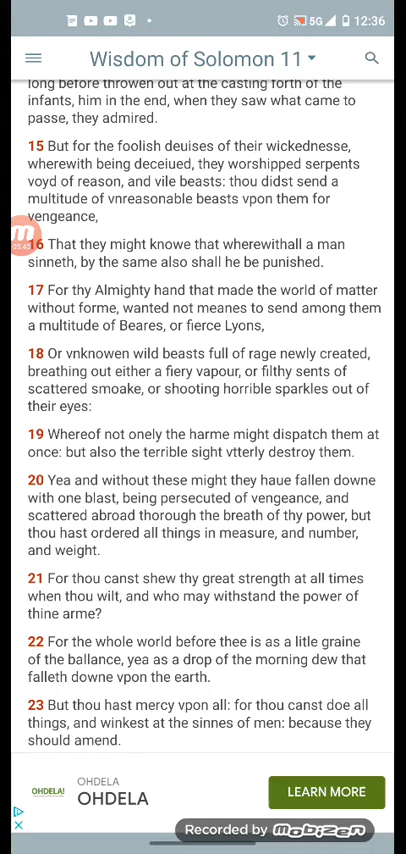 5G 12:36
Wisdom of Solomon 11
long before throwen out at the casting forth of the
infants, him in the end, when they saw what came to
passe, they admired.
15 But for the foolish deuises of their wickednesse,
wherewith being deceiued, they worshipped serpents
voyd of reason, and vile beasts: thou didst send a
multitude of vnreasonable beasts vpon them for
vengeance,
16 That they might knowe that wherewithall a man
sinneth, by the same also shall he be punished.
17 For thy Almighty hand that made the world of matter
without forme, wanted not meanes to send among them
a multitude of Beares, or fierce Lyons,
18 Or vnknowen wild beasts full of rage newly created,
breathing out either a fiery vapour, or filthy sents of
scattered smoake, or shooting horrible sparkles out of
their eyes:
19 Whereof not onely the harme might dispatch them at
once: but also the terrible sight vtterly destroy them.
20 Yea and without these might they haue fallen downe
with one blast, being persecuted of vengeance, and
scattered abroad thorough the breath of thy power, but
thou hast ordered all things in measure, and number,
and weight.
21 For thou canst shew thy great strength at all times
when thou wilt, and who may withstand the power of
thine arme?
22 For the whole world before thee is as a litle graine
of the ballance, yea as a drop of the morning dew that
falleth downe vpon the earth.
23 But thou hast mercy vpon all: for thou canst doe all
things, and winkest at the sinnes of men: because they
should amend.
OHDELA!
OHDELA
OHDELA
LEARN MORE
Recorded by mobizen